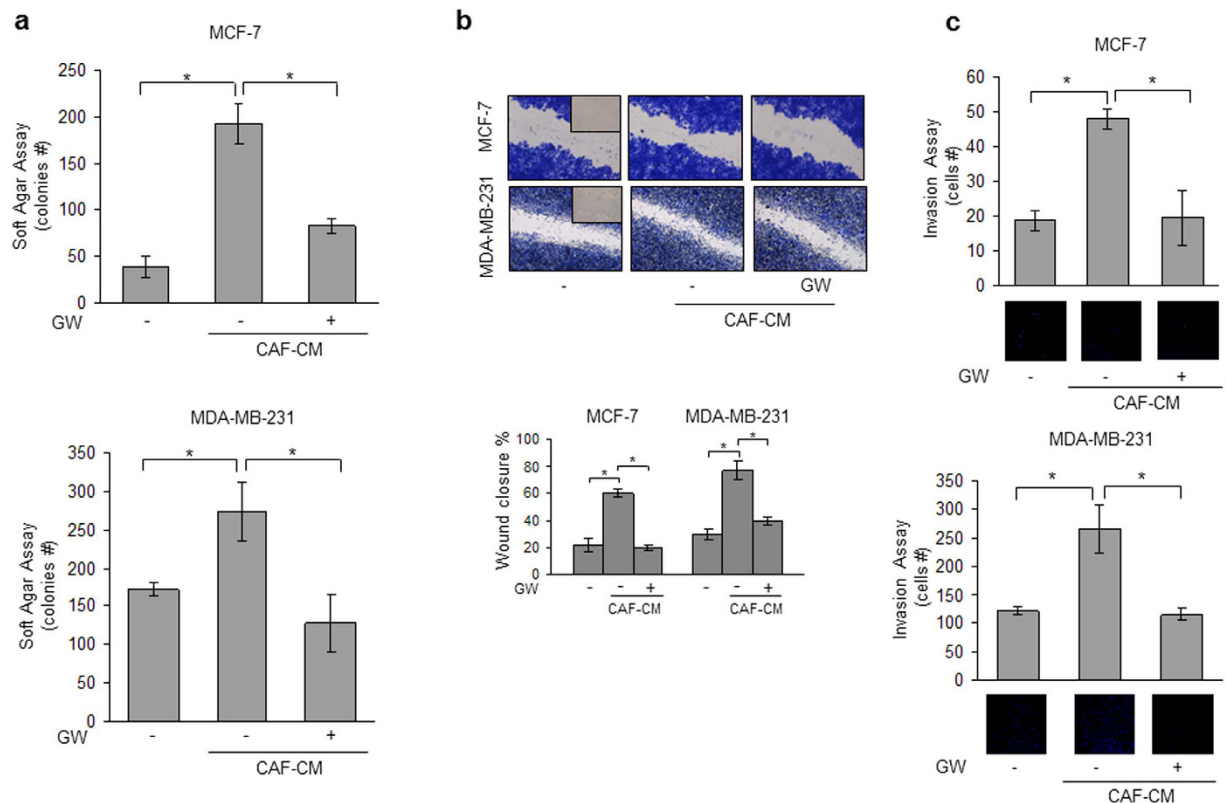 a
MCF-7
Soft Agar Assay
(colonies #)
250
200
150
100
50
0
* *
GW - - +
CAF-CM
MDA-MB-231
Soft Agar Assay
(colonies #)
350
300
250
200
150
100
50
0
* *
GW - - +
CAF-CM
b
MCF-7
MDA-MB-231
- - GW
CAF-CM
MCF-7 MDA-MB-231
Wound closure %
100
80
60
40
20
0
* * * *
GW - - + - - +
CAF-CM CAF-CM
c
MCF-7
Invasion Assay
(cells #)
60
50
40
30
20
10
0
* *
GW - - +
CAF-CM
MDA-MB-231
Invasion Assay
(cells #)
350
300
250
200
150
100
50
0
* *
GW - - +
CAF-CM